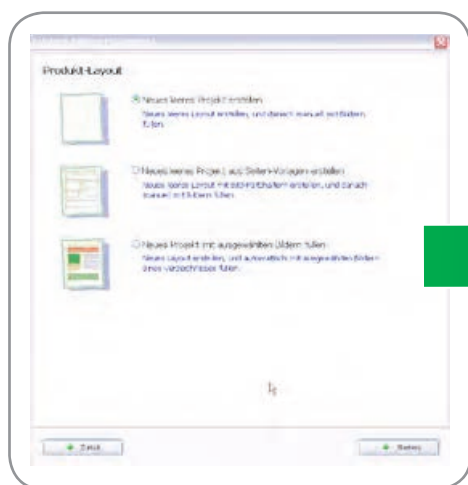 Produkt-Layout
Neues leeres Projekt erstellen
Neues leeres Layout erstellen, und danach manuell mit Bildern
füllen.
Neues leeres Projekt aus Seiten-Vorlagen erstellen
Neues leeres Layout mit Bildplatzhaltern erstellen, und danach
manuell mit Bildern füllen.
Neues Projekt mit ausgewählten Bildern füllen
Neues Layout erstellen, und automatisch mit ausgewählten Bildern
eines Verzeichnisses füllen.
Zurück
Weiter